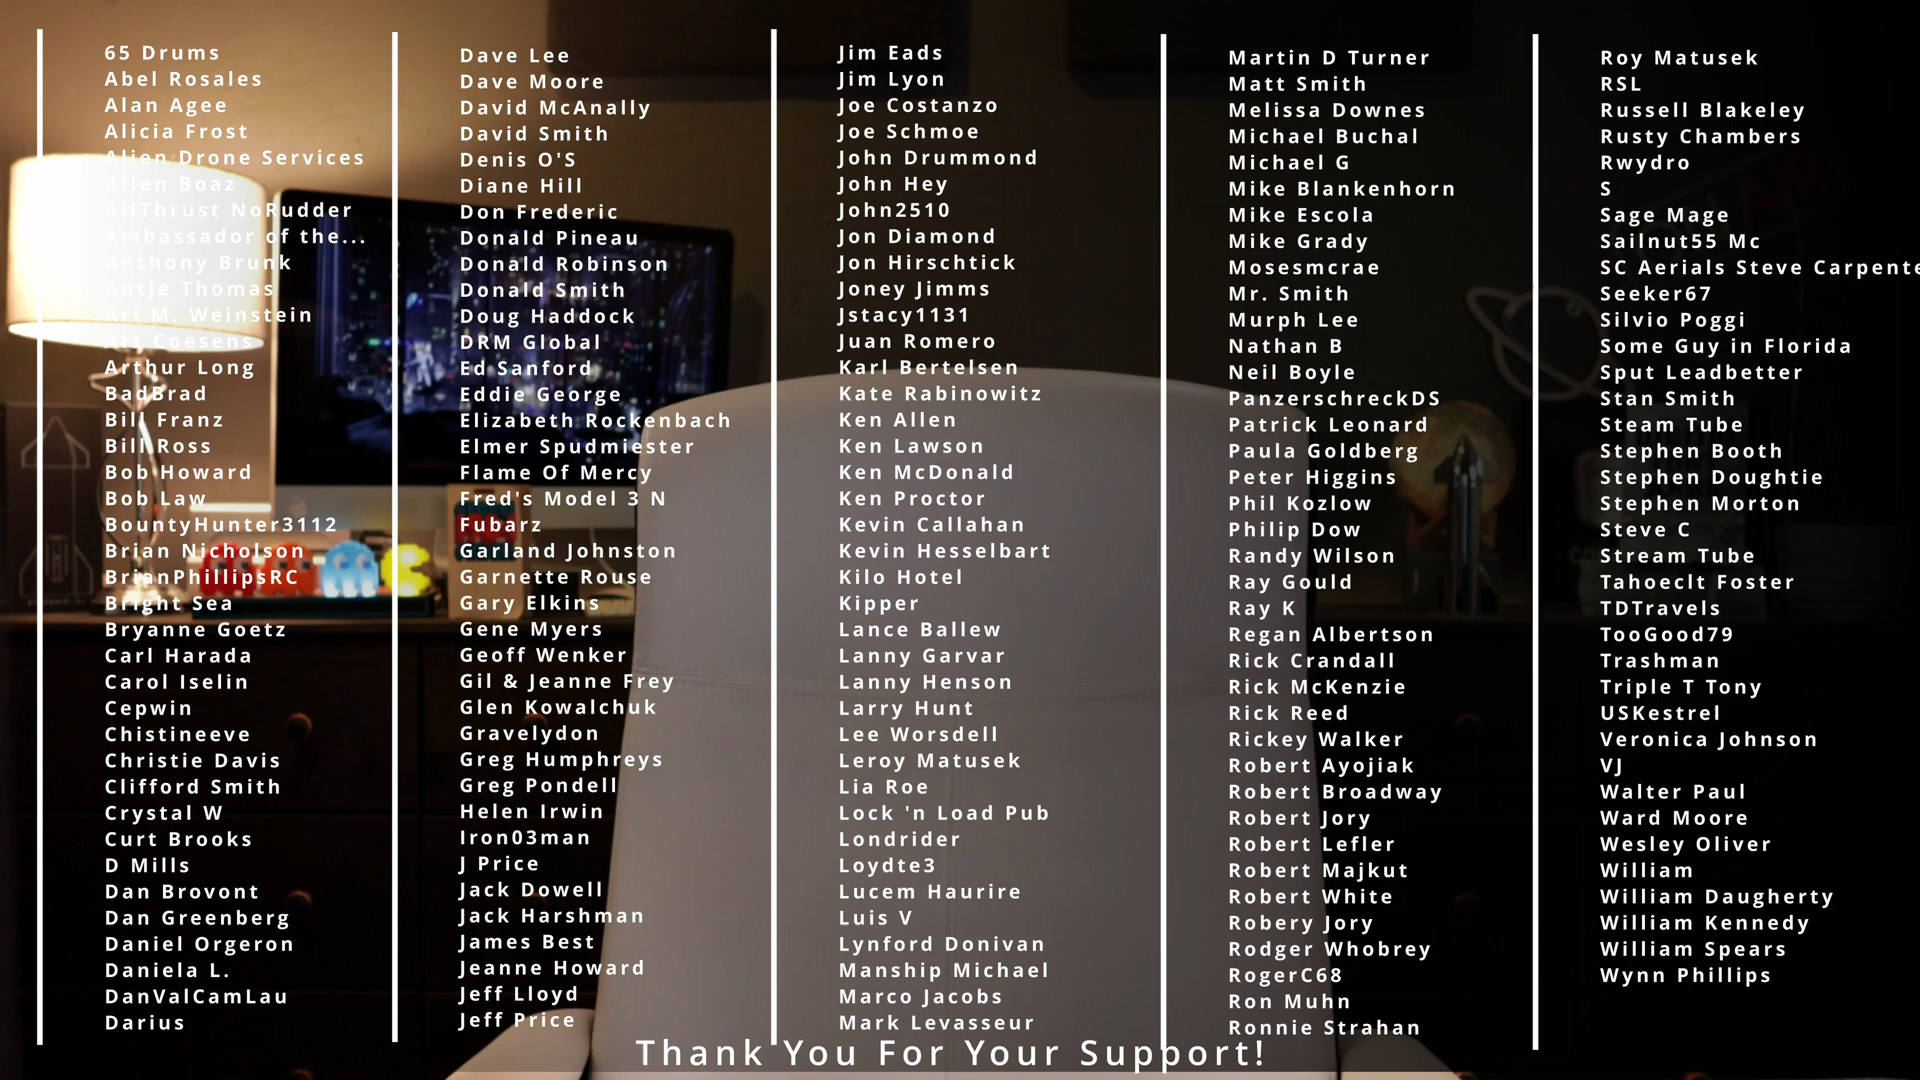 65 Drums
Abel Rosales
Alan Agee
Alicia Frost
Alien Drone Services
Allen Boaz
AllThrust NoRudder
Ambassador of the...
Anthony Brunk
Antje Thomas
Ari M. Weinstein
Art Coesens
Arthur Long
BadBrad
Bill Franz
Bill Ross
Bob Howard
Bob Law
BountyHunter3112
Brian Nicholson
BrianPhillipsRC
Bright Sea
Bryanne Goetz
Carl Harada
Carol Iselin
Cepwin
Chistineeve
Christie Davis
Clifford Smith
Crystal W
Curt Brooks
D Mills
Dan Brovont
Dan Greenberg
Daniel Orgeron
Daniela L.
DanValCamLau
Darius
Dave Lee
Dave Moore
David McAnally
David Smith
Denis O'S
Diane Hill
Don Frederic
Donald Pineau
Donald Robinson
Donald Smith
Doug Haddock
DRM Global
Ed Sanford
Eddie George
Elizabeth Rockenbach
Elmer Spudmiester
Flame Of Mercy
Fred's Model 3 N
Fubarz
Garland Johnston
Garnette Rouse
Gary Elkins
Gene Myers
Geoff Wenker
Gil & Jeanne Frey
Glen Kowalchuk
Gravelydon
Greg Humphreys
Greg Pondell
Helen Irwin
Iron03man
J Price
Jack Dowell
Jack Harshman
James Best
Jeanne Howard
Jeff Lloyd
Jeff Price
Jim Eads
Jim Lyon
Joe Costanzo
Joe Schmoe
John Drummond
John Hey
John2510
Jon Diamond
Jon Hirschtick
Joney Jimms
Jstacy1131
Juan Romero
Karl Bertelsen
Kate Rabinowitz
Ken Allen
Ken Lawson
Ken McDonald
Ken Proctor
Kevin Callahan
Kevin Hesselbart
Kilo Hotel
Kipper
Lance Ballew
Lanny Garvar
Lanny Henson
Larry Hunt
Lee Worsdell
Leroy Matusek
Lia Roe
Lock 'n Load Pub
Londrider
Loydte3
Lucem Haurire
Luis V
Lynford Donivan
Manship Michael
Marco Jacobs
Mark Levasseur
Martin D Turner
Matt Smith
Melissa Downes
Michael Buchal
Michael G
Mike Blankenhorn
Mike Escola
Mike Grady
Mosesmcrae
Mr. Smith
Murph Lee
Nathan B
Neil Boyle
PanzerschreckDS
Patrick Leonard
Paula Goldberg
Peter Higgins
Phil Kozlow
Philip Dow
Randy Wilson
Ray Gould
Ray K
Regan Albertson
Rick Crandall
Rick McKenzie
Rick Reed
Rickey Walker
Robert Ayojiak
Robert Broadway
Robert Jory
Robert Lefler
Robert Majkut
Robert White
Robery Jory
Rodger Whobrey
RogerC68
Ron Muhn
Ronnie Strahan
Roy Matusek
RSL
Russell Blakeley
Rusty Chambers
Rwydro
S
Sage Mage
Sailnut55 Mc
SC Aerials Steve Carpente
Seeker67
Silvio Poggi
Some Guy in Florida
Sput Leadbetter
Stan Smith
Steam Tube
Stephen Booth
Stephen Doughtie
Stephen Morton
Steve C
Stream Tube
Tahoeclt Foster
TDTravels
TooGood79
Trashman
Triple T Tony
USKestrel
Veronica Johnson
VJ
Walter Paul
Ward Moore
Wesley Oliver
William
William Daugherty
William Kennedy
William Spears
Wynn Phillips
Thank You For Your Support!